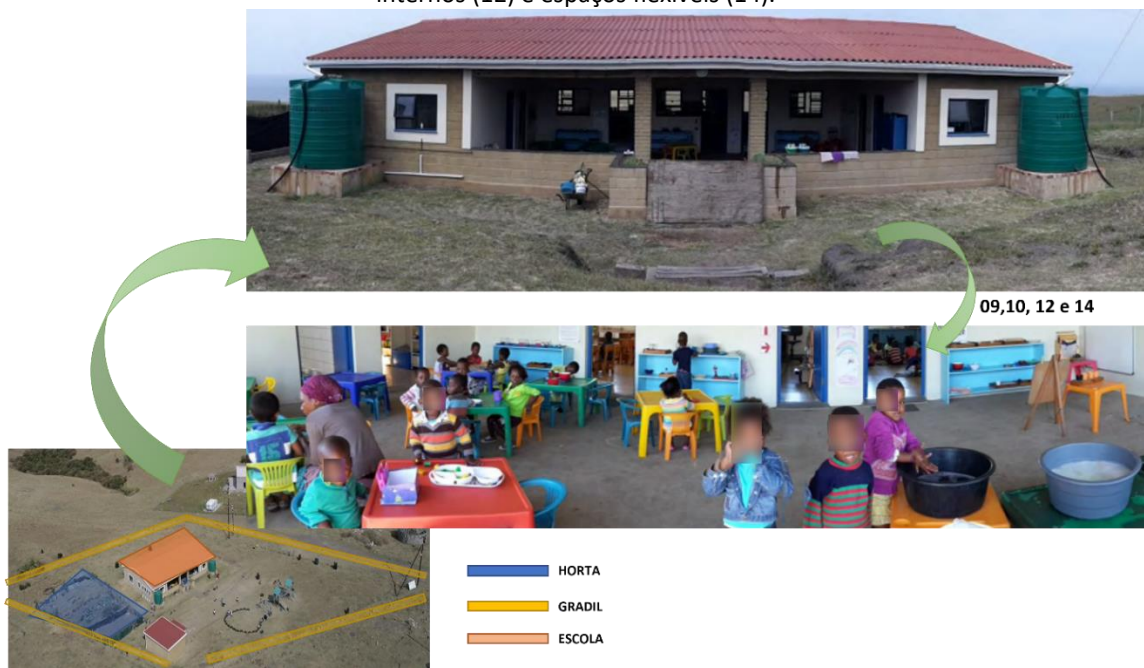 internos (12) e espaços flexíveis (14).
09,10, 12 e 14
HORTA
GRADIL
ESCOLA